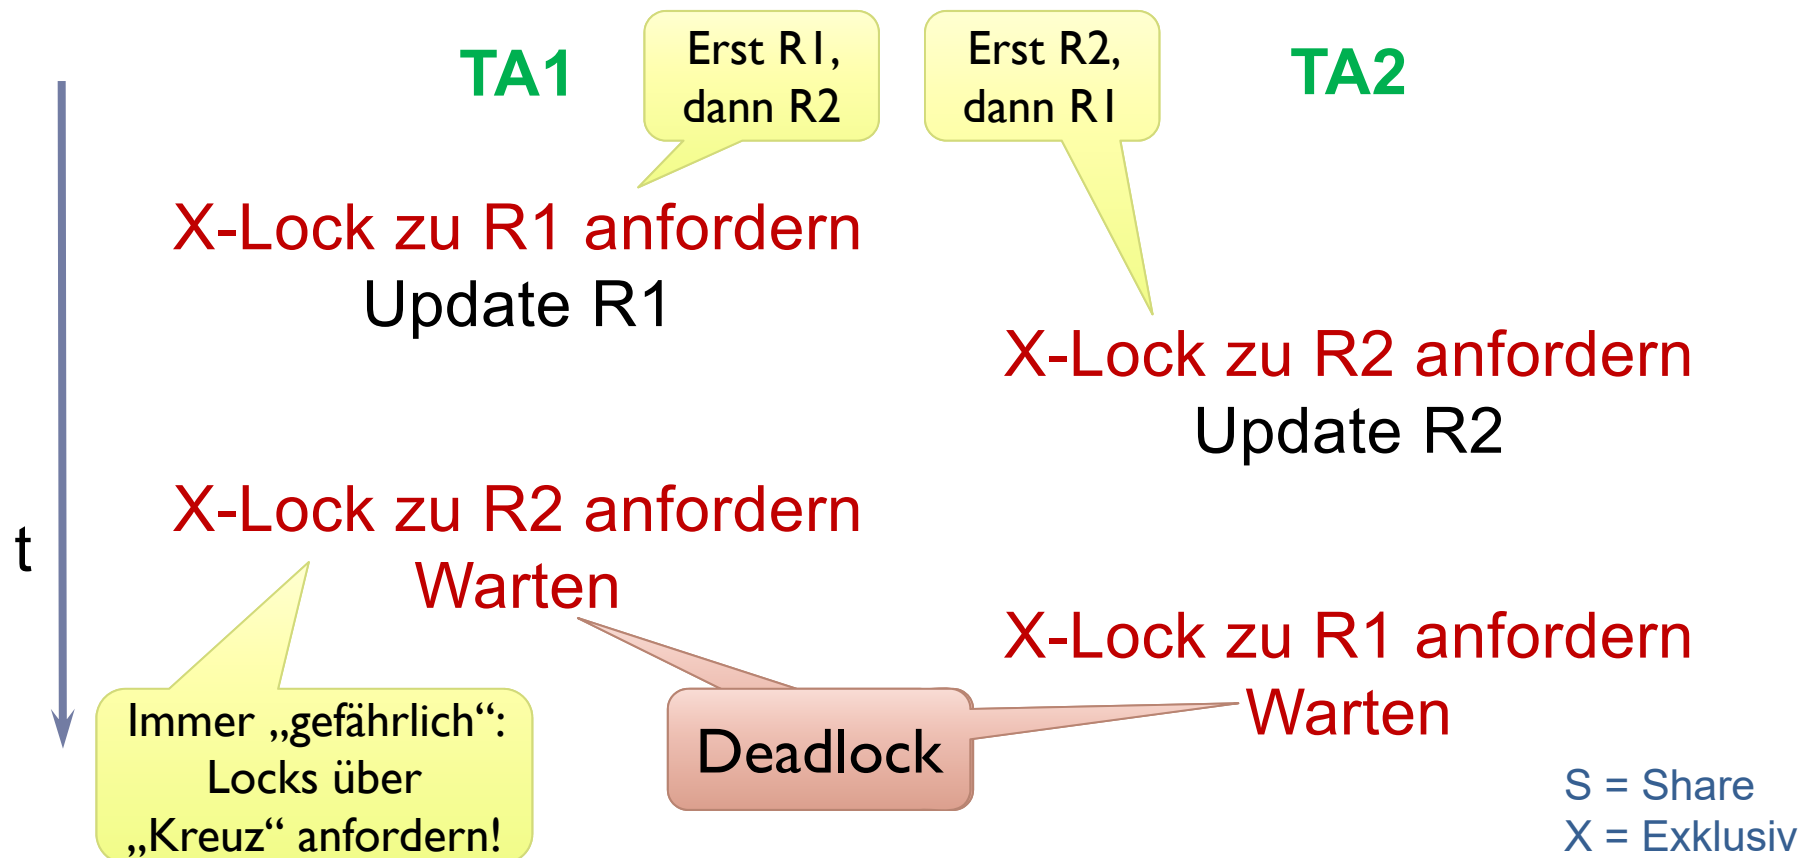 TA1
Erst R1,
dann R2
Erst R2,
dann R1
TA2
X-Lock zu R1 anfordern
Update R1
X-Lock zu R2 anfordern
Update R2
X-Lock zu R2 anfordern
Warten
t
X-Lock zu R1 anfordern
Warten
Immer „gefährlich“:
Locks über
„Kreuz“ anfordern!
Deadlock
S = Share
X = Exklusiv